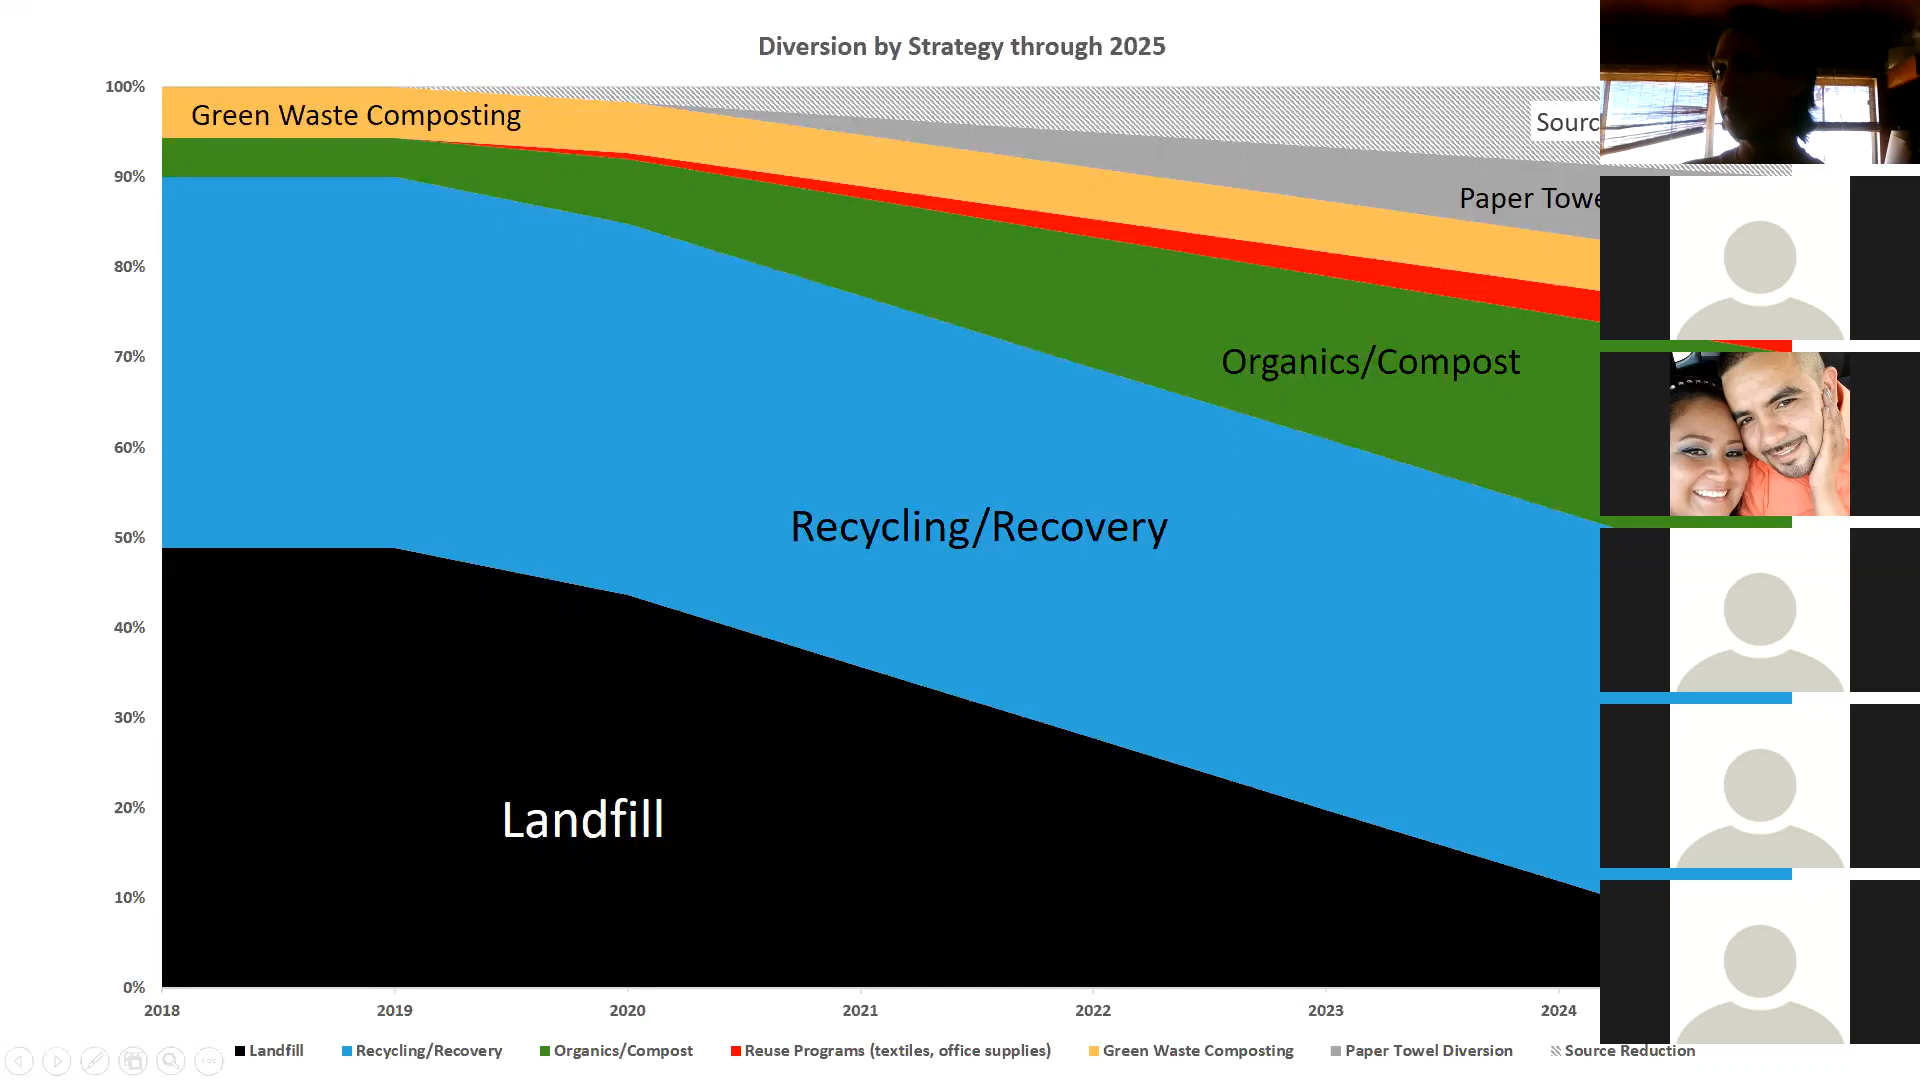 Diversion by Strategy through 2025
100%
90%
80%
70%
60%
50%
40%
30%
20%
10%
0%
Green Waste Composting
Sourc
Paper Towe
Organics/Compost
Recycling/Recovery
Landfill
2018 2019 2020 2021 2022 2023 2024
Landfill Recycling/Recovery Organics/Compost Reuse Programs (textiles, office supplies) Green Waste Composting Paper Towel Diversion Source Reduction